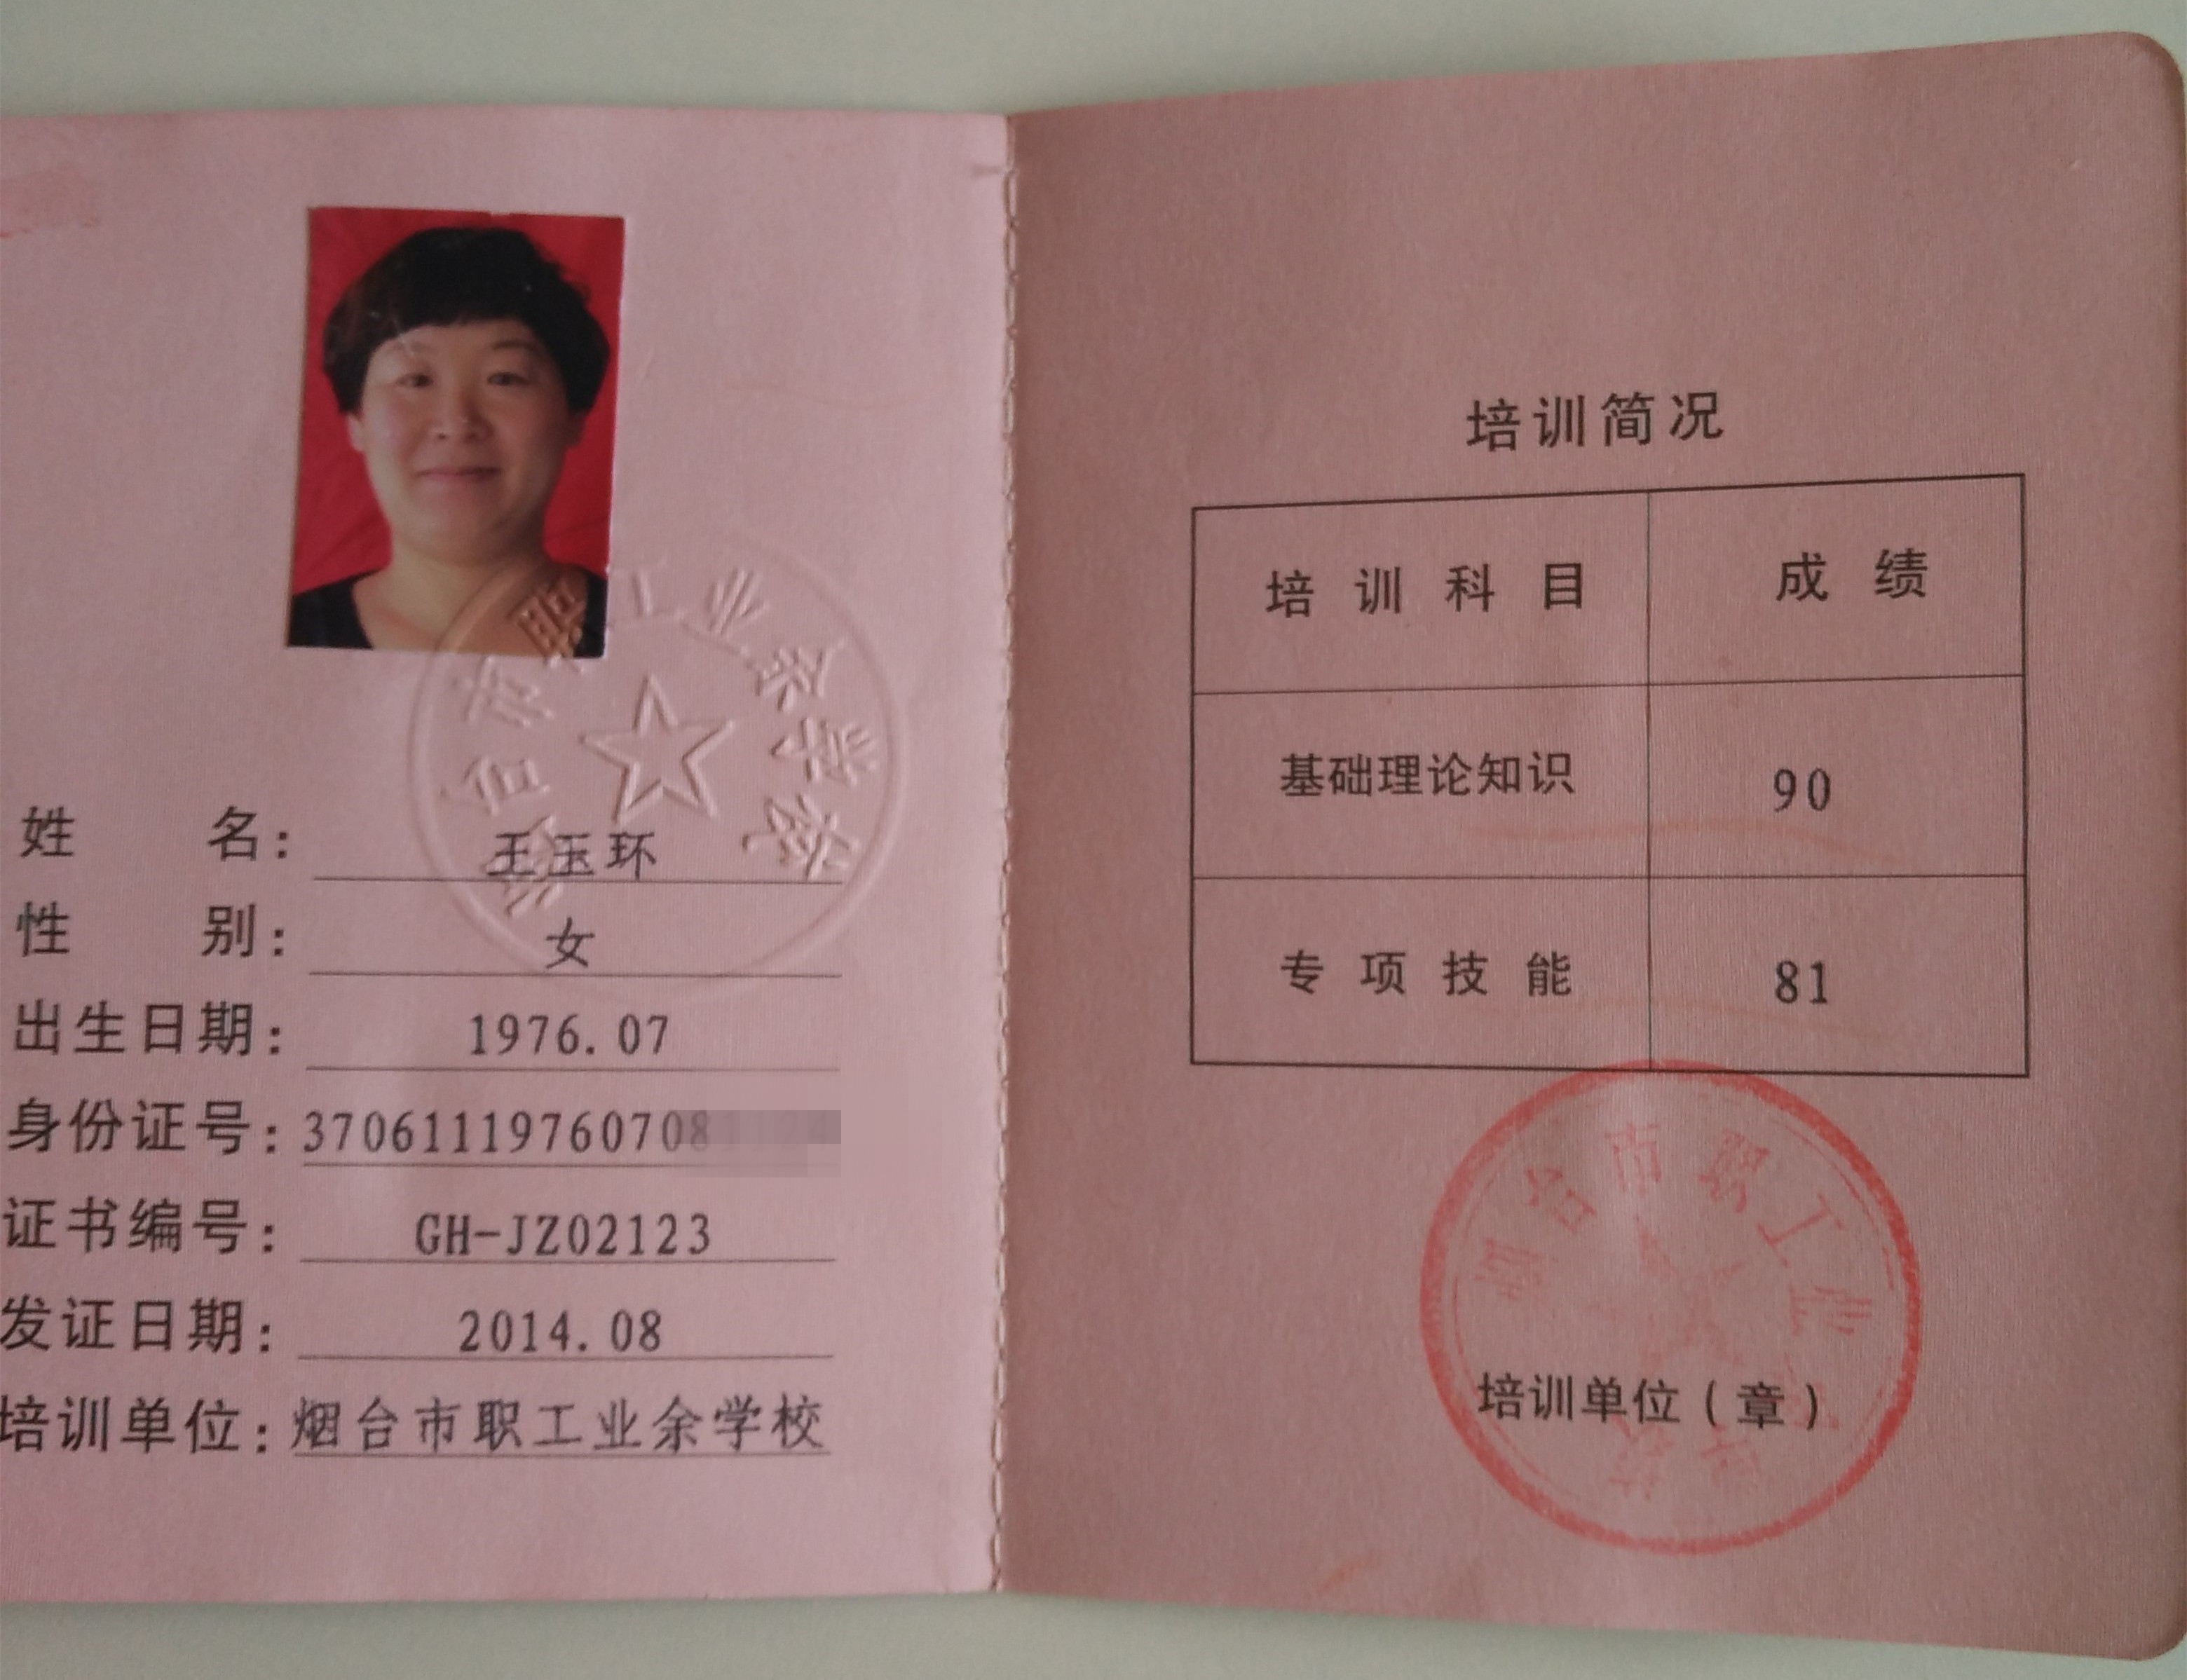 姓名：王玉环
性别：女
出生日期：1976.07
身份证号：37061119760708
证书编号：GH-JZ02123
发证日期：2014.08
培训单位：烟台市职工业余学校
烟台市职工业余学校
培训简况
培训科目 成绩
基础理论知识 90
专项技能 81
烟台市职工业余学校
培训单位（章）